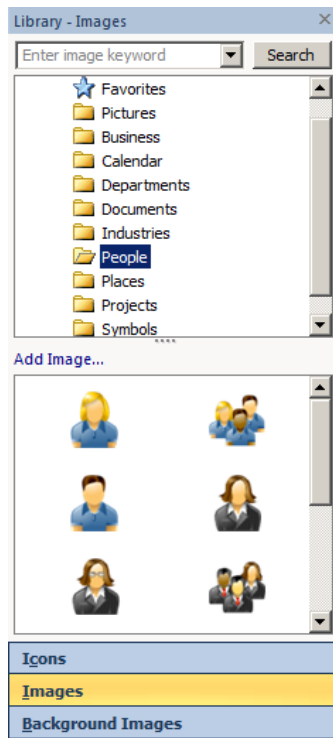 Library - Images
Enter image keyword Search
Favorites
Pictures
Business
Calendar
Departments
Documents
Industries
People
Places
Projects
Symbols
Add Image...
Icons
Images
Background Images